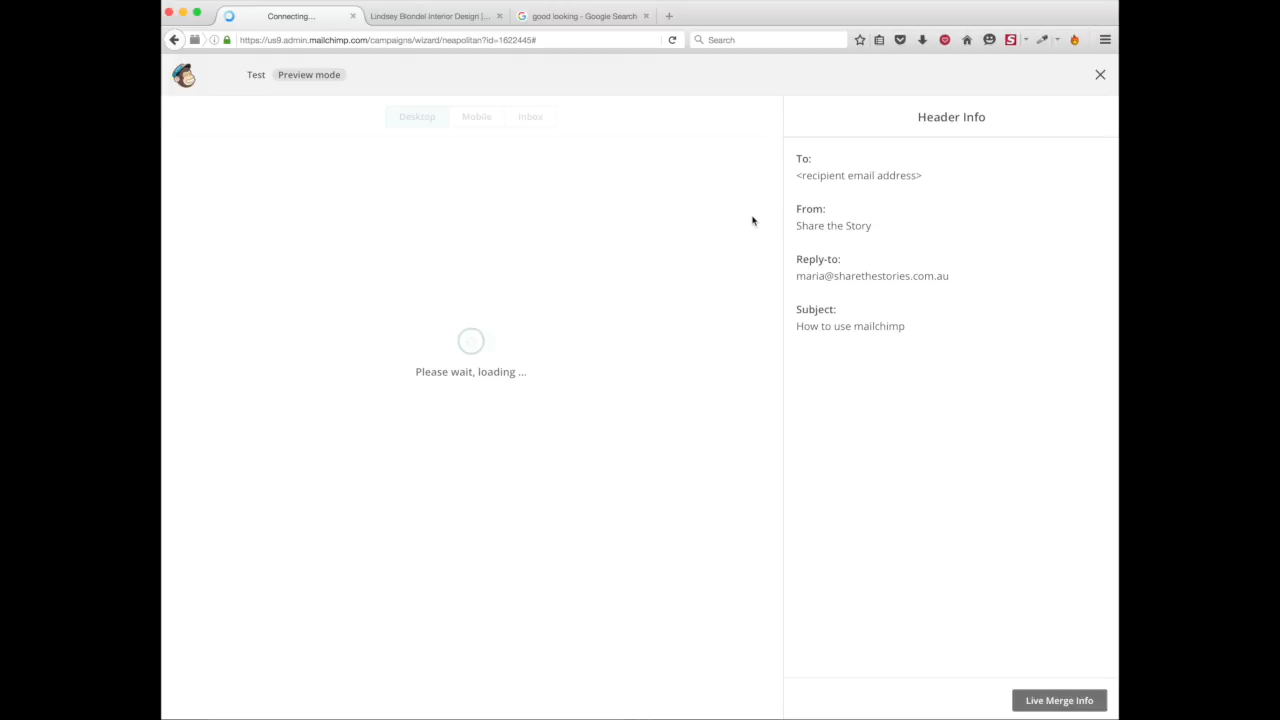 Connecting...
Lindsey Blondel Interior Design |...
good looking - Google Search
https://us9.admin.mailchimp.com/campaigns/wizard/neapolitan?id=1622445#
Search
Test
Preview mode
Desktop
Mobile
Inbox
Header Info
To:
<recipient email address>
From:
Share the Story
Reply-to:
maria@sharethestories.com.au
Subject:
How to use mailchimp
Please wait, loading ...
Live Merge Info